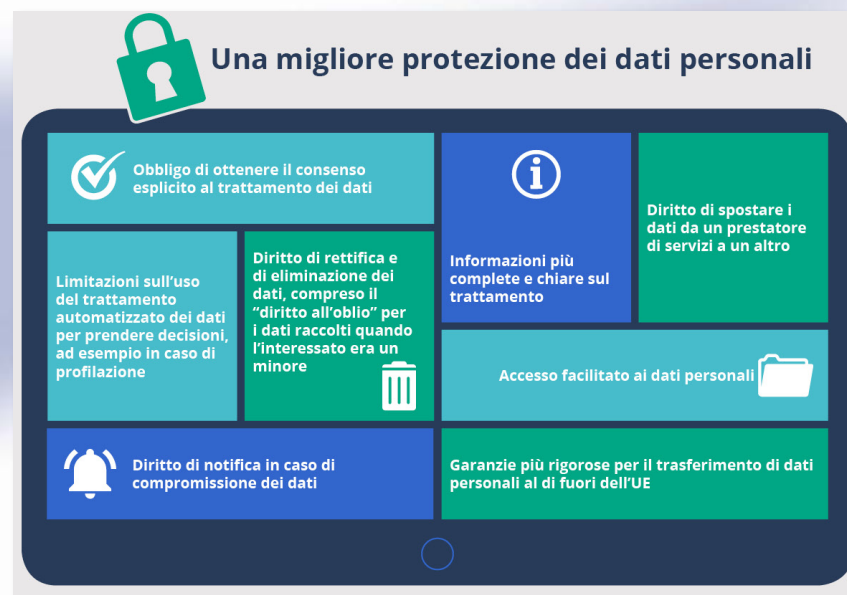 Una migliore protezione dei dati personali
Obbligo di ottenere il consenso
esplicito al trattamento dei dati
Limitazioni sull’uso
del trattamento
automatizzato dei dati
per prendere decisioni,
ad esempio in caso di
profilazione
Diritto di rettifica e
di eliminazione dei
dati, compreso il
“diritto all’oblio” per
i dati raccolti quando
l’interessato era un
minore
Informazioni più
complete e chiare sul
trattamento
Diritto di spostare i
dati da un prestatore
di servizi a un altro
Accesso facilitato ai dati personali
Diritto di notifica in caso di
compromissione dei dati
Garanzie più rigorose per il trasferimento di dati
personali al di fuori dell’UE